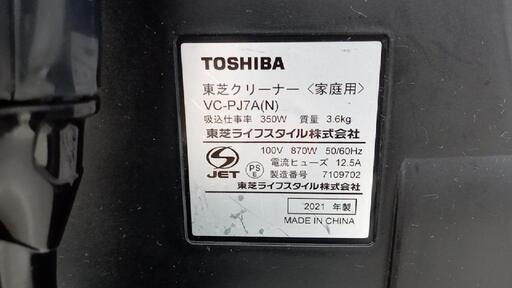 TOSHIBA
東芝クリーナー〈家庭用〉
VC-PJ7A(N)
吸込仕事率 350W 質量 3.6kg
東芝ライフスタイル株式会社
100V 870W 50/60Hz
電流ヒューズ 12.5A
製造番号 7109702
S JET
PS E
東芝ライフスタイル株式会社
2021 年製
MADE IN CHINA